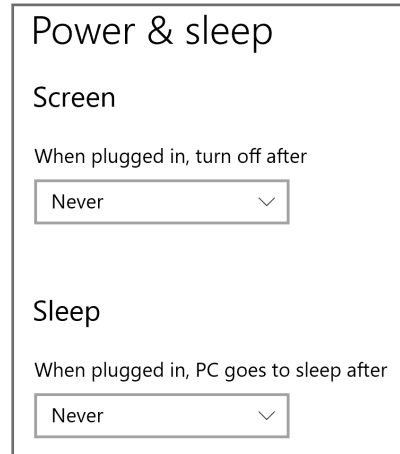 Power & sleep
Screen
When plugged in, turn off after
Never
Sleep
When plugged in, PC goes to sleep after
Never